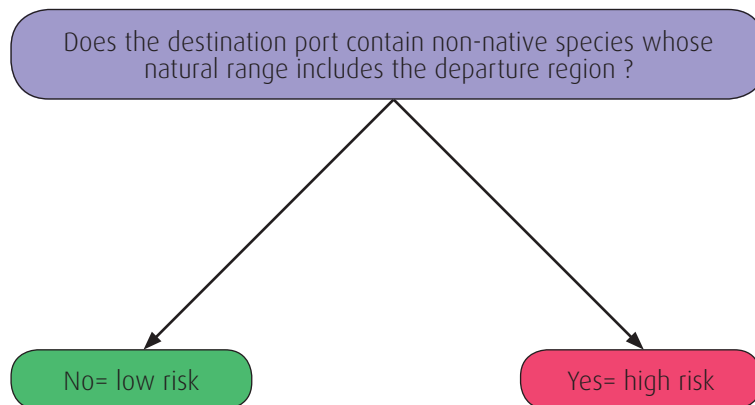 Does the destination port contain non-native species whose
natural range includes the departure region ?
No= low risk
Yes= high risk